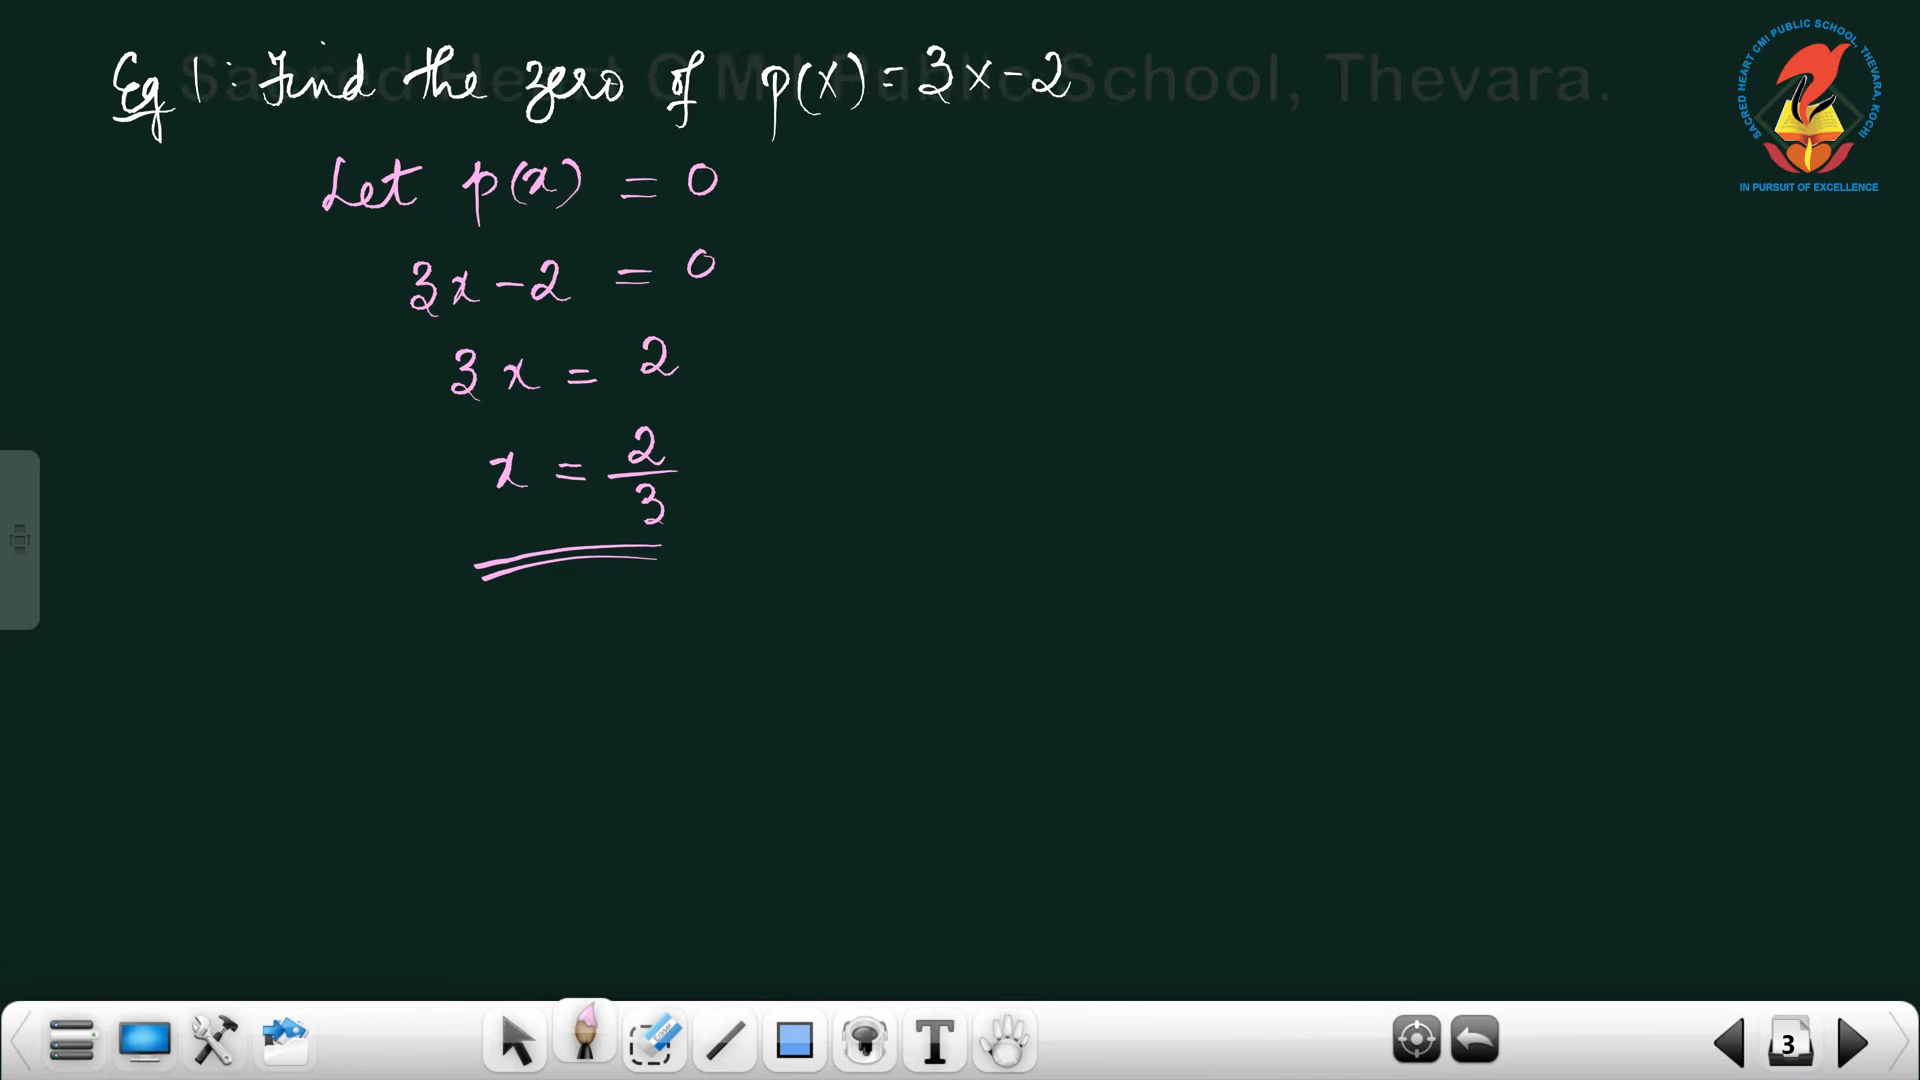 Eg 1: Find the zero of p(x) = 3x - 2
Sacred Heart CMI Public School, Thevara.
Let p(x) = 0
3x - 2 = 0
3x = 2
x = 2/3
SACRED HEART CMI PUBLIC SCHOOL, THEVARA, KOCHI
IN PURSUIT OF EXCELLENCE
eraser
T
3